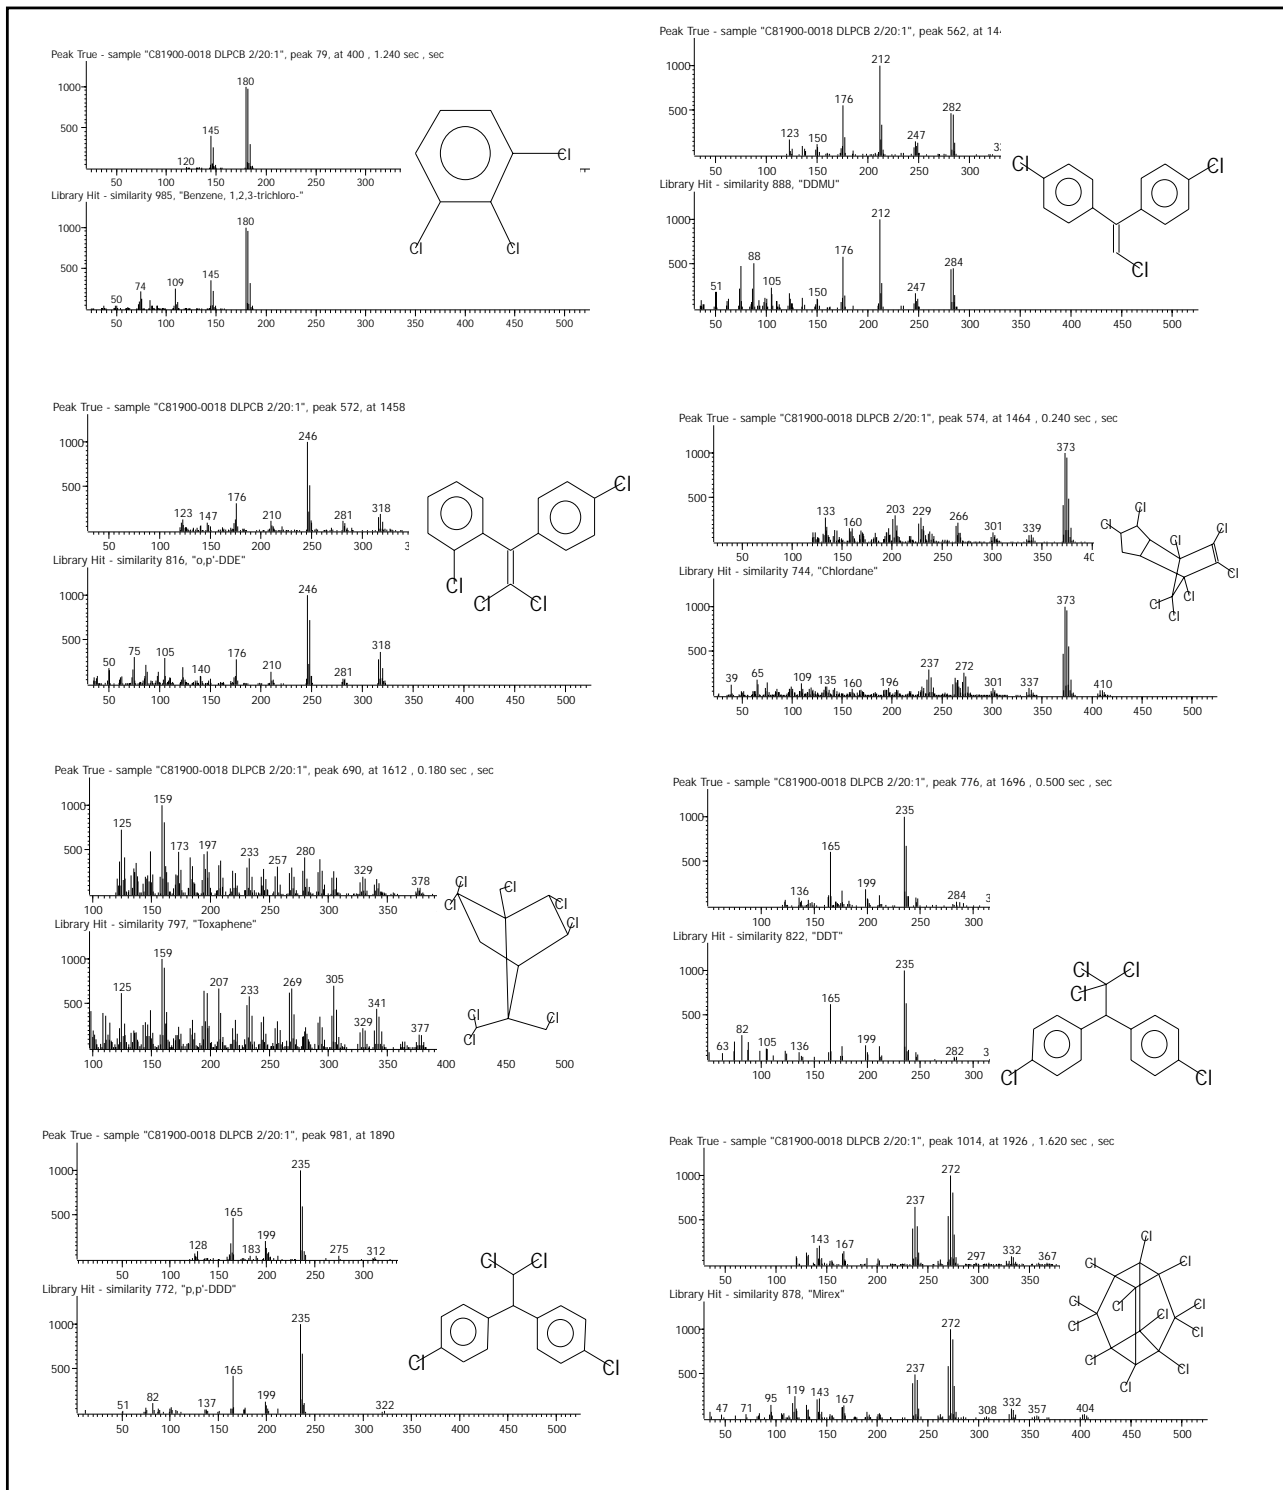 Peak True - sample "C81900-0018 DLPCB 2/20:1", peak 79, at 400 , 1.240 sec , sec
1000
500
180
145
120
50 100 150 200 250 300
Cl
Cl
Cl
Library Hit - similarity 985, "Benzene, 1,2,3-trichloro-"
1000
500
180
145
109
74
50
50 100 150 200 250 300 350 400 450 500
Peak True - sample "C81900-0018 DLPCB 2/20:1", peak 562, at 14
1000
500
212
176
282
123
150
247
50 100 150 200 250 300
Cl
Cl
Cl
Library Hit - similarity 888, "DDMU"
1000
500
212
176
284
88
51
105
150
247
50 100 150 200 250 300 350 400 450 500
Peak True - sample "C81900-0018 DLPCB 2/20:1", peak 572, at 1458
1000
500
246
176
123
147
210
281
318
50 100 150 200 250 300
Cl
Cl
Cl
Cl
Library Hit - similarity 816, "o,p'-DDE"
1000
500
246
318
176
50
75
105
140
210
281
50 100 150 200 250 300 350 400 450 500
Peak True - sample "C81900-0018 DLPCB 2/20:1", peak 574, at 1464 , 0.240 sec , sec
1000
500
373
133
160
203
229
266
301
339
50 100 150 200 250 300 350 40
Cl
Cl
Cl
Cl
Cl
Cl
Cl
Cl
Library Hit - similarity 744, "Chlordane"
1000
500
373
39
65
109
135
160
196
237
272
301
337
410
50 100 150 200 250 300 350 400 450 500
Peak True - sample "C81900-0018 DLPCB 2/20:1", peak 690, at 1612 , 0.180 sec , sec
1000
500
159
125
173
197
233
257
280
329
378
100 150 200 250 300 350
Cl
Cl
Cl
Cl
Cl
Cl
Cl
Cl
Library Hit - similarity 797, "Toxaphene"
1000
500
159
125
207
233
269
305
329
341
377
100 150 200 250 300 350 400 450 500
Peak True - sample "C81900-0018 DLPCB 2/20:1", peak 776, at 1696 , 0.500 sec , sec
1000
500
235
165
136
199
284
100 150 200 250 300
Library Hit - similarity 822, "DDT"
1000
500
235
165
63
82
105
136
199
282
100 150 200 250 300 350 400 450 500
Cl
Cl
Cl
Cl
Cl
Peak True - sample "C81900-0018 DLPCB 2/20:1", peak 981, at 1890
1000
500
235
165
128
183
199
275
312
50 100 150 200 250 300
Library Hit - similarity 772, "p,p'-DDD"
1000
500
235
165
51
82
137
199
322
50 100 150 200 250 300 350 400 450 500
Cl
Cl
Cl
Cl
Peak True - sample "C81900-0018 DLPCB 2/20:1", peak 1014, at 1926 , 1.620 sec , sec
1000
500
272
237
143
167
297
332
367
50 100 150 200 250 300 350
Library Hit - similarity 878, "Mirex"
1000
500
272
237
47
71
95
119
143
167
308
332
357
404
50 100 150 200 250 300 350 400 450 500
Cl
Cl
Cl
Cl
Cl
Cl
Cl
Cl
Cl
Cl
Cl
Cl